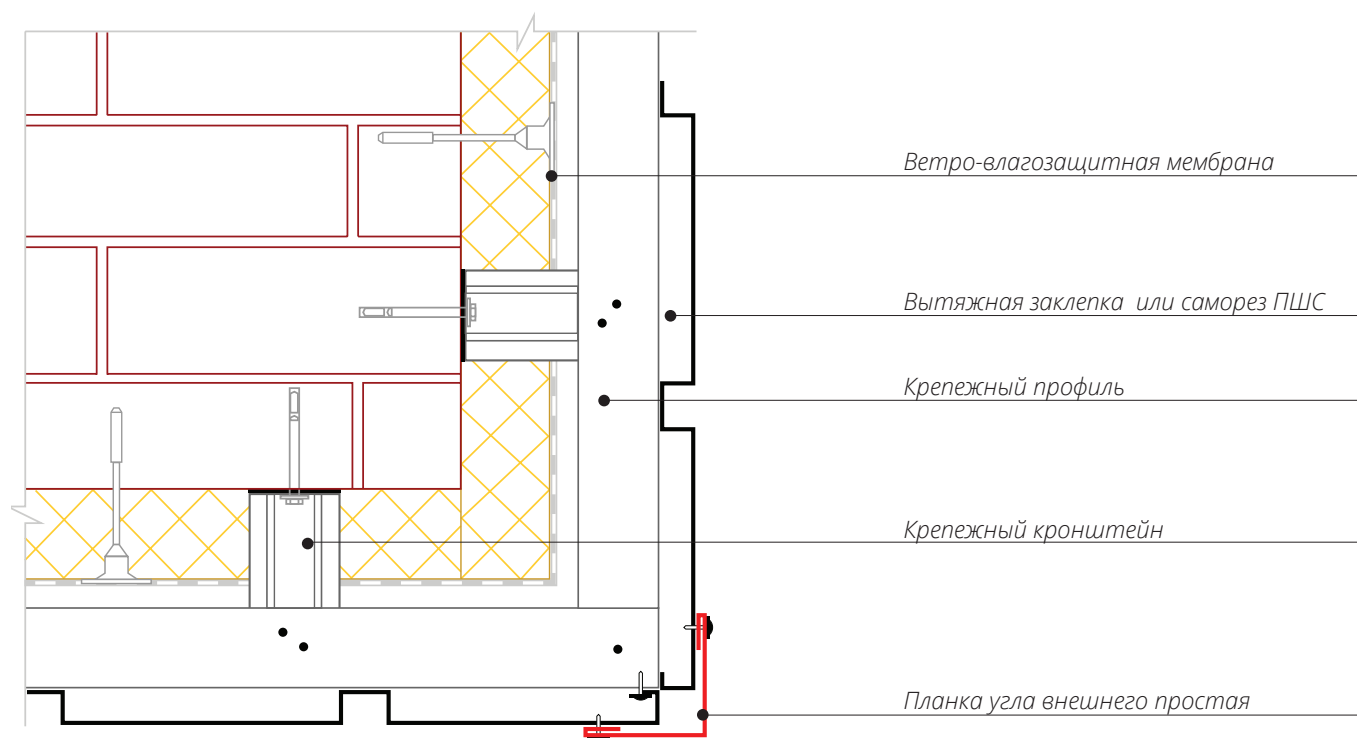 Ветро-влагозащитная мембрана
Вытяжная заклепка или саморез ПШС
Крепежный профиль
Крепежный кронштейн
Планка угла внешнего простая